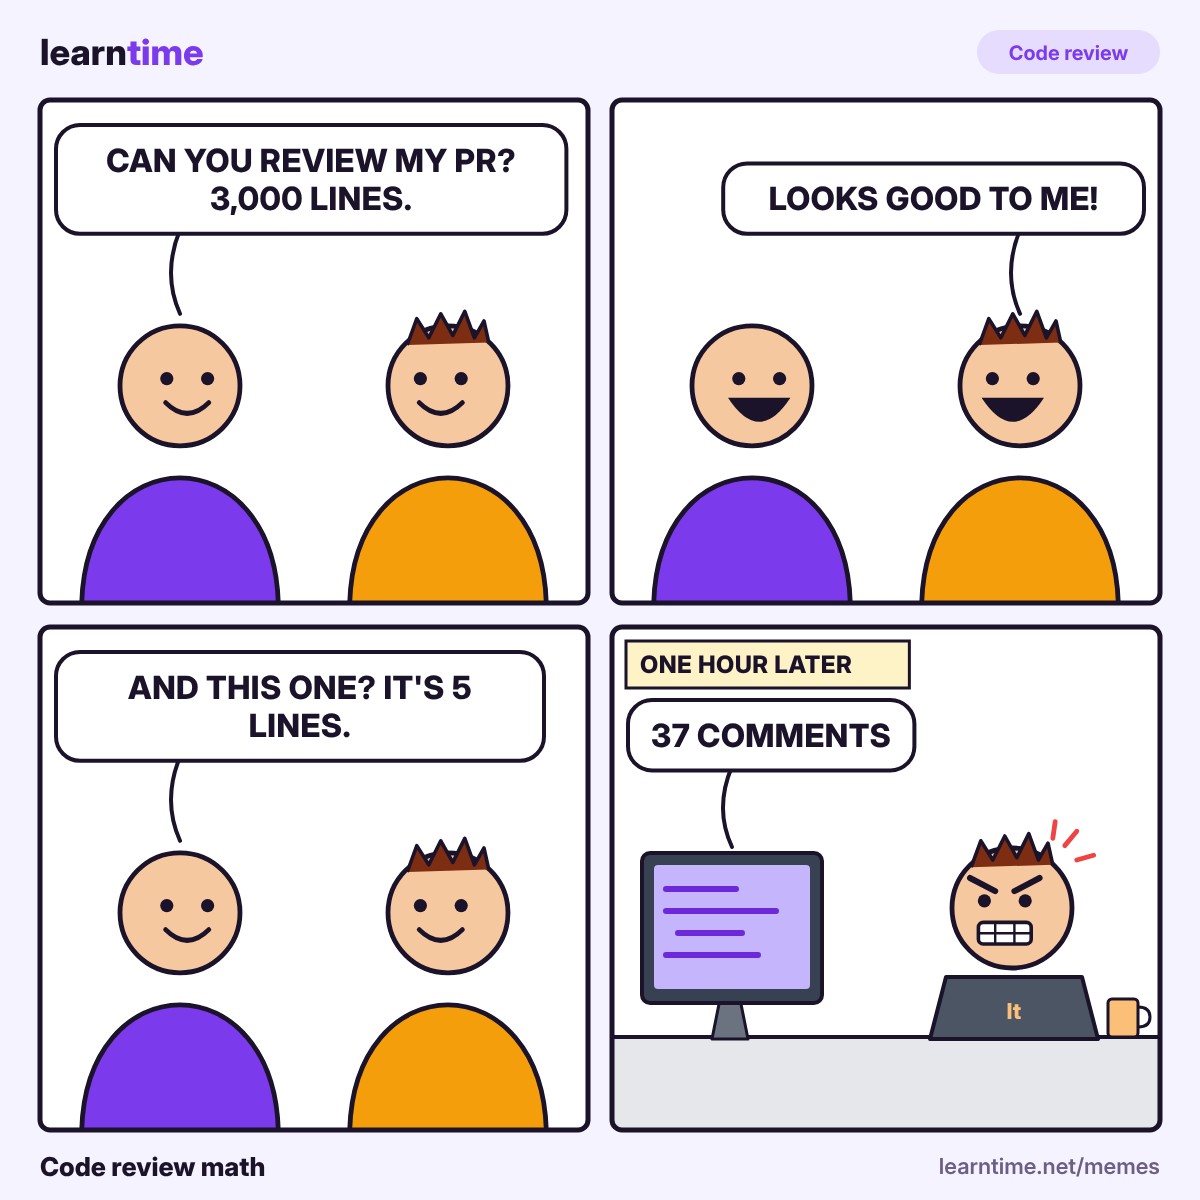 learntime
Code review
CAN YOU REVIEW MY PR?
3,000 LINES.
LOOKS GOOD TO ME!
AND THIS ONE? IT'S 5
LINES.
ONE HOUR LATER
37 COMMENTS
lt
Code review math
learntime.net/memes